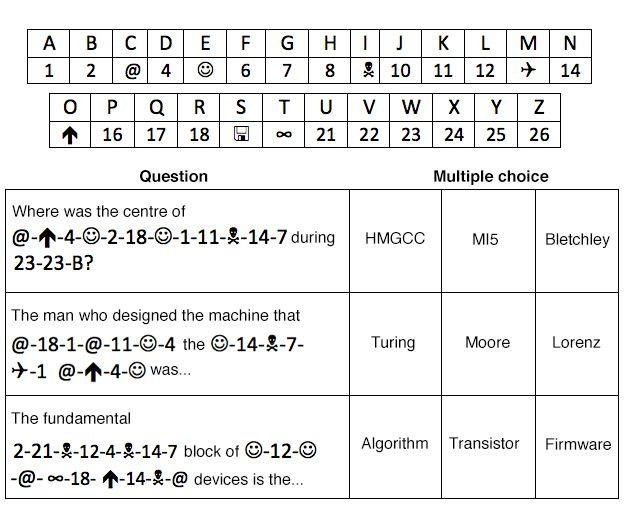 A B C D E F G H I J K L M N
1 2 @ 4 ☺ 6 7 8 ☠ 10 11 12 ✈ 14
O P Q R S T U V W X Y Z
🡅 16 17 18 🖫 ∞ 21 22 23 24 25 26
Question Multiple choice
Where was the centre of
@-🡅-4-☺-2-18-☺-1-11-☠-14-7 during
23-23-B?
HMGCC MI5 Bletchley
The man who designed the machine that
@-18-1-@-11-☺-4 the ☺-14-☠-7-
✈-1 @-🡅-4-☺ was...
Turing Moore Lorenz
The fundamental
2-21-☠-12-4-☠-14-7 block of ☺-12-☺
-@- ∞-18- 🡅-14-☠-@ devices is the...
Algorithm Transistor Firmware